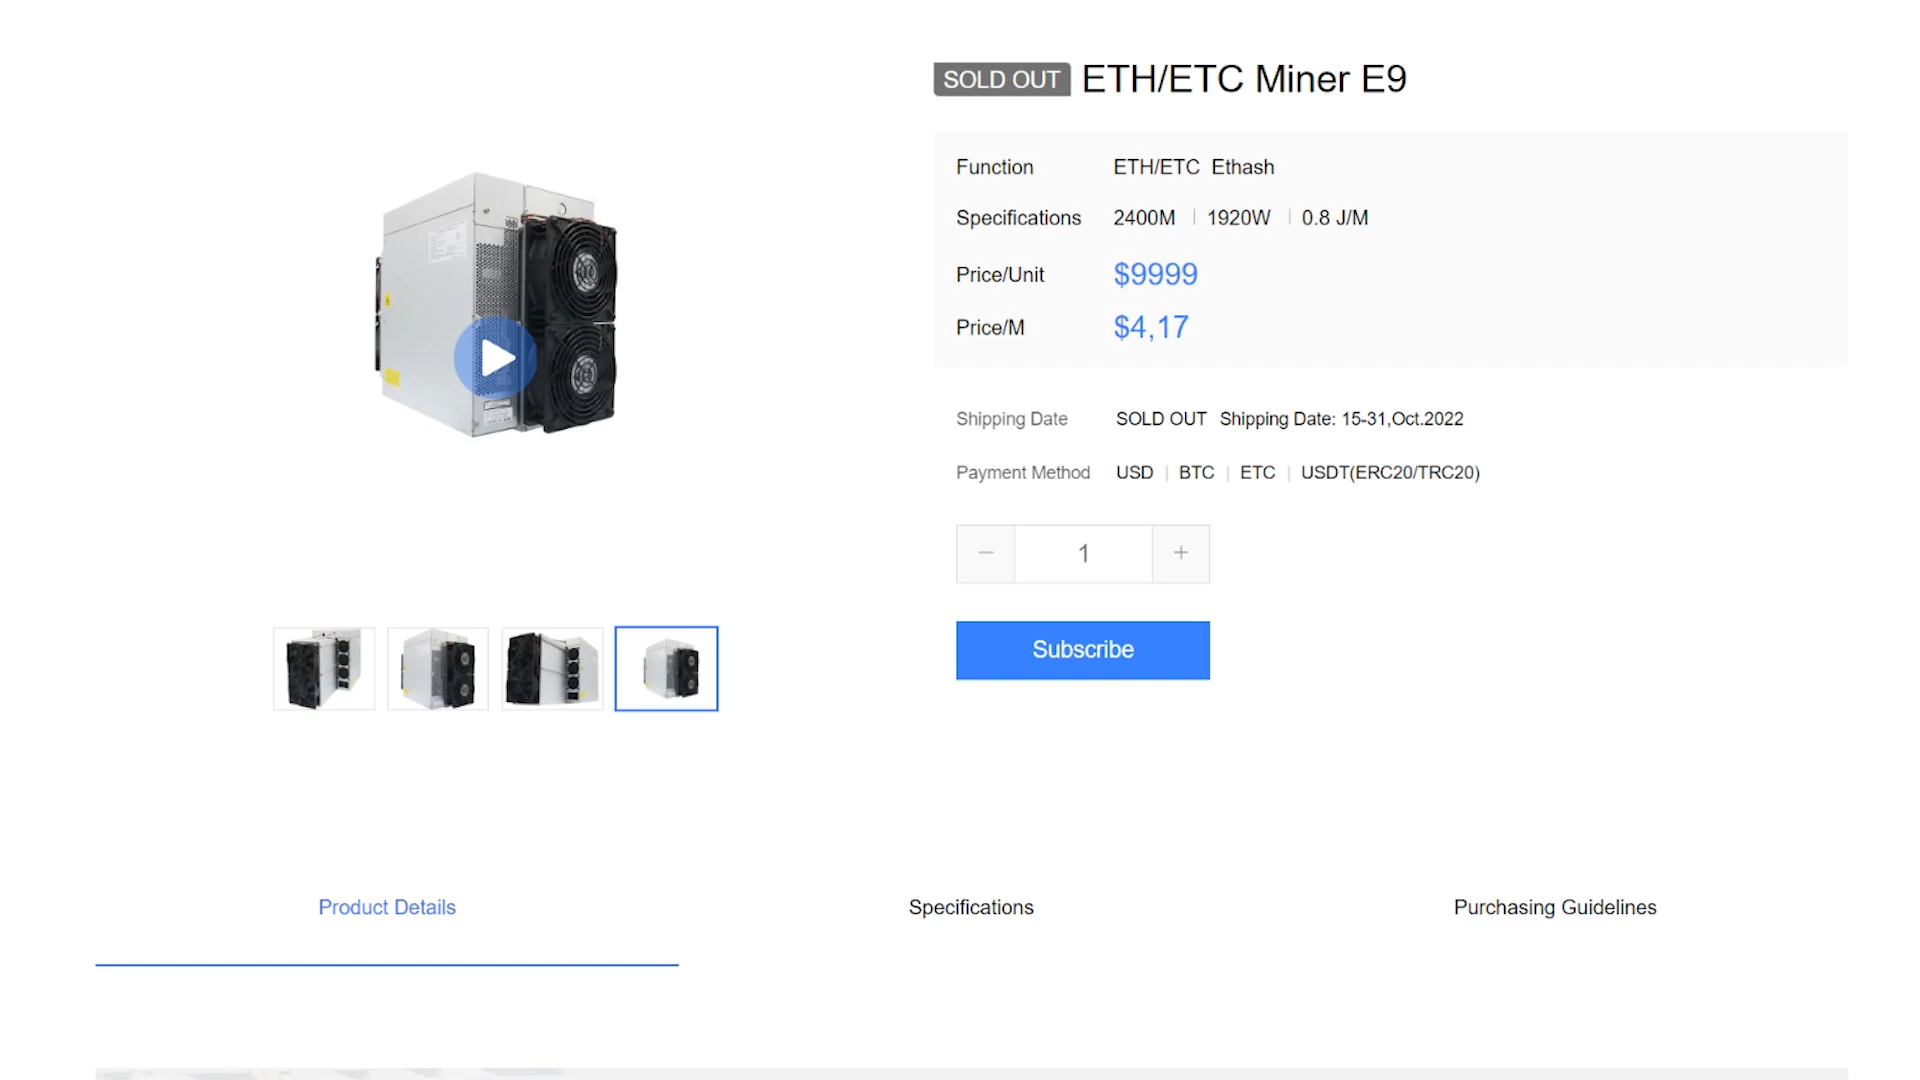 SOLD OUT ETH/ETC Miner E9
Function ETH/ETC Ethash
Specifications 2400M | 1920W | 0.8 J/M
Price/Unit $9999
Price/M $4,17
Shipping Date SOLD OUT Shipping Date: 15-31,Oct.2022
Payment Method USD | BTC | ETC | USDT(ERC20/TRC20)
− 1 +
Subscribe
Product Details Specifications Purchasing Guidelines